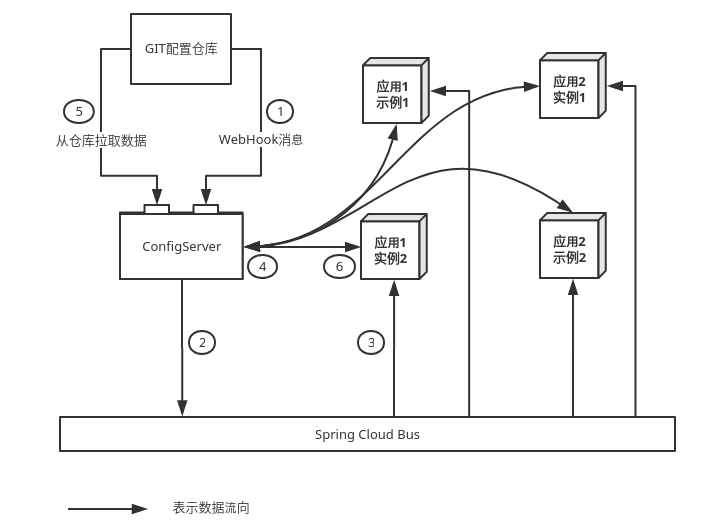 GIT配置仓库
应用1
示例1
应用2
实例1
5
1
从仓库拉取数据
WebHook消息
ConfigServer
应用1
实例2
应用2
示例2
4
6
2
3
Spring Cloud Bus
表示数据流向